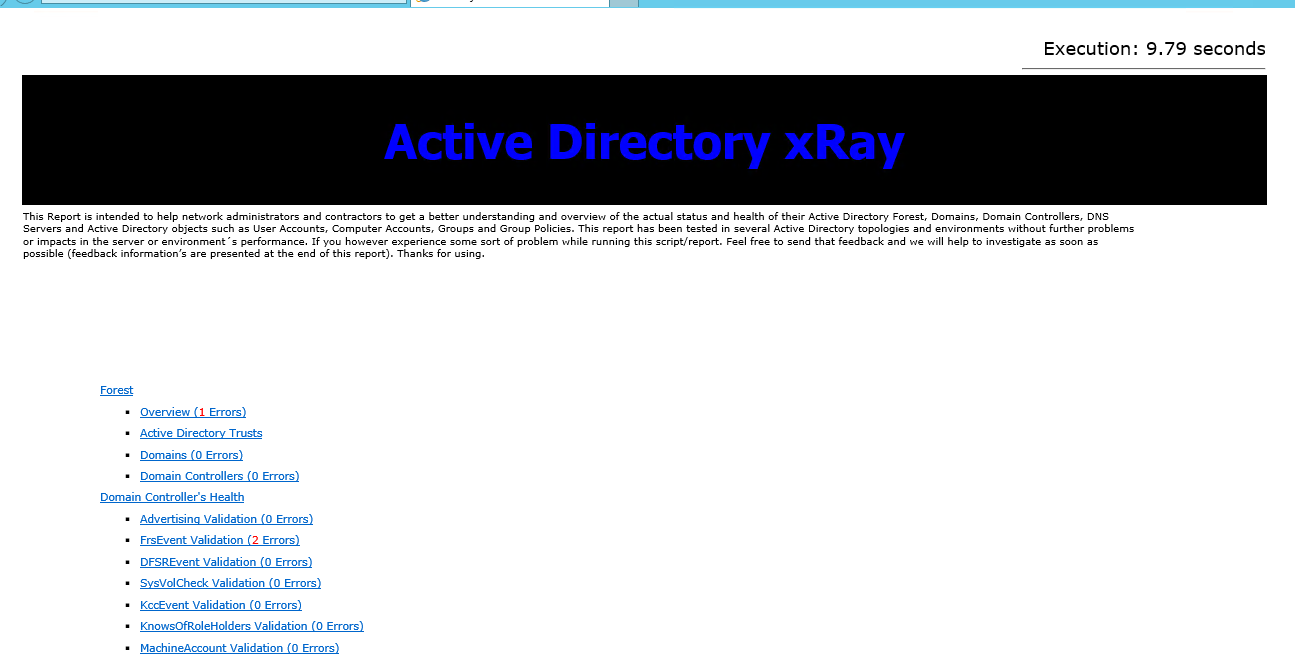 Execution: 9.79 seconds
Active Directory xRay
This Report is intended to help network administrators and contractors to get a better understanding and overview of the actual status and health of their Active Directory Forest, Domains, Domain Controllers, DNS
Servers and Active Directory objects such as User Accounts, Computer Accounts, Groups and Group Policies. This report has been tested in several Active Directory topologies and environments without further problems
or impacts in the server or environment´s performance. If you however experience some sort of problem while running this script/report. Feel free to send that feedback and we will help to investigate as soon as
possible (feedback information’s are presented at the end of this report). Thanks for using.
Forest
Overview (1 Errors)
Active Directory Trusts
Domains (0 Errors)
Domain Controllers (0 Errors)
Domain Controller's Health
Advertising Validation (0 Errors)
FrsEvent Validation (2 Errors)
DFSREvent Validation (0 Errors)
SysVolCheck Validation (0 Errors)
KccEvent Validation (0 Errors)
KnowsOfRoleHolders Validation (0 Errors)
MachineAccount Validation (0 Errors)